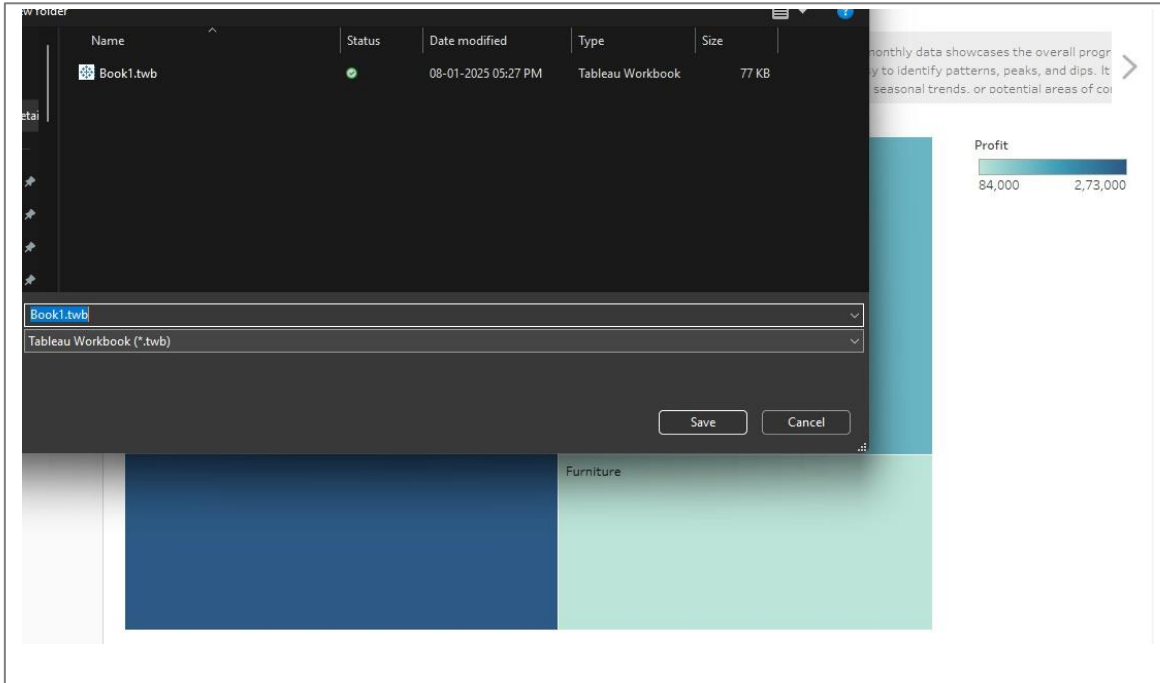 New folder
Name Status Date modified Type Size
Book1.twb 08-01-2025 05:27 PM Tableau Workbook 77 KB
monthly data showcases the overall progr
to identify patterns, peaks, and dips. It
seasonal trends, or potential areas of
Profit
84,000 2,73,000
Book1.twb
Tableau Workbook (*.twb)
Save Cancel
Furniture